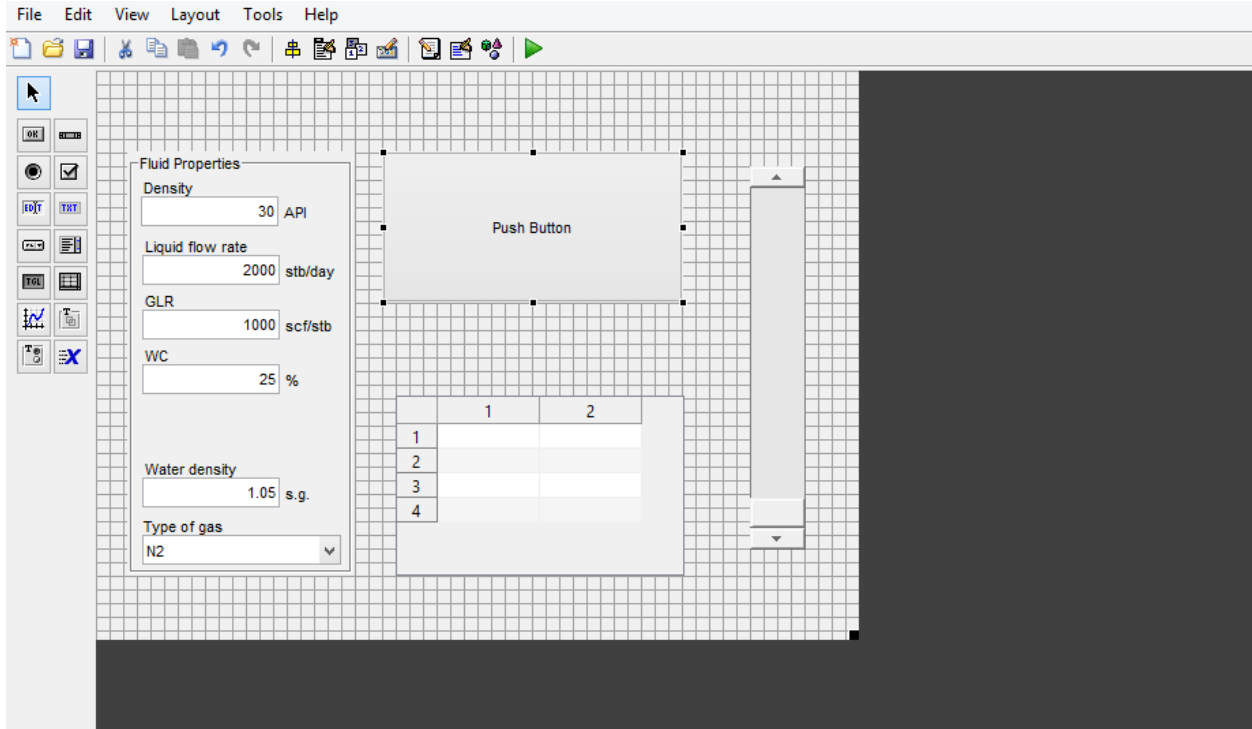 File Edit View Layout Tools Help
OK
EDIT TXT
TGL
Fluid Properties
Density
30 API
Liquid flow rate
2000 stb/day
GLR
1000 scf/stb
WC
25 %
Water density
1.05 s.g.
Type of gas
N2
Push Button
1 2
1
2
3
4